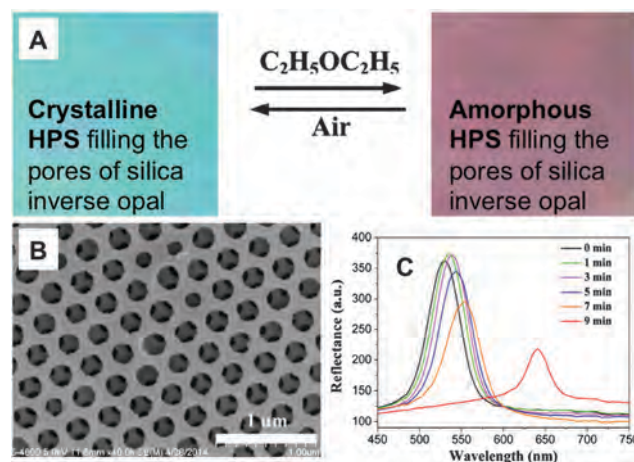 A
Crystalline
HPS filling the
pores of silica
inverse opal
C₂H₅OC₂H₅
Air
Amorphous
HPS filling the
pores of silica
inverse opal
B
1 um
1.00um
C
Reflectance (a.u.)
400
350
300
250
200
150
100
0 min
1 min
3 min
5 min
7 min
9 min
450 500 550 600 650 700 750
Wavelength (nm)